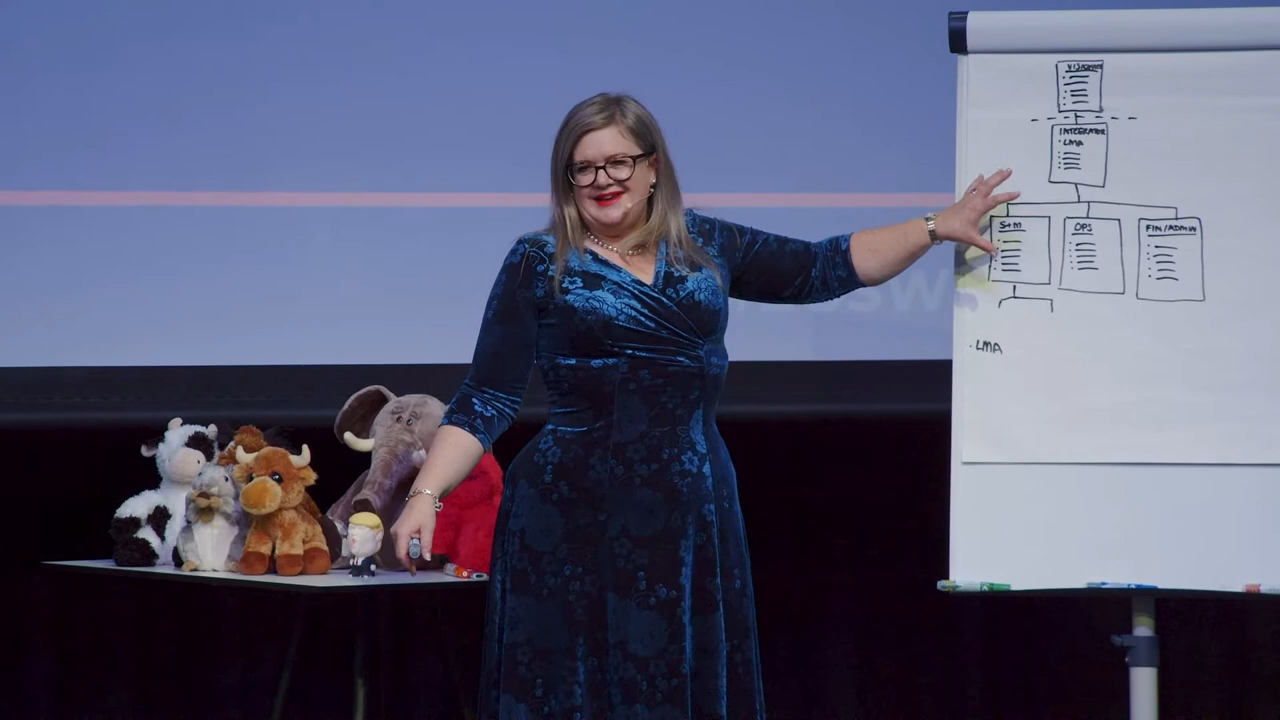 VISIONARY
INTEGRATOR
· LMA
S+M
OPS
FIN/ADMIN
· LMA